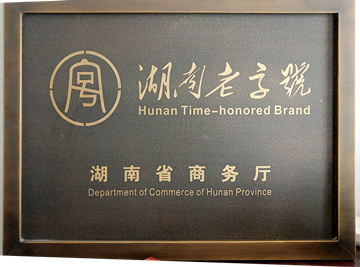 湖南老字號
Hunan Time-honored Brand
湖南省商务厅
Department of Commerce of Hunan Province